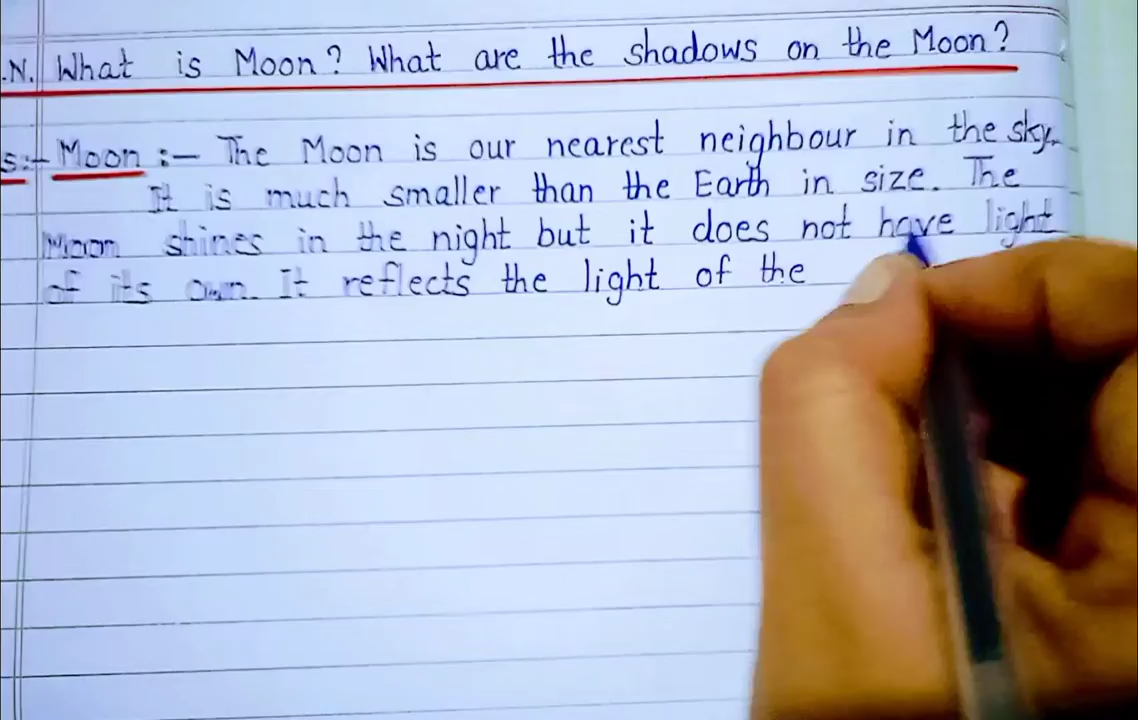 .N. What is Moon? What are the shadows on the Moon?
s:- Moon :- The Moon is our nearest neighbour in the sky.
It is much smaller than the Earth in size. The
Moon shines in the night but it does not have light
of its own. It reflects the light of the